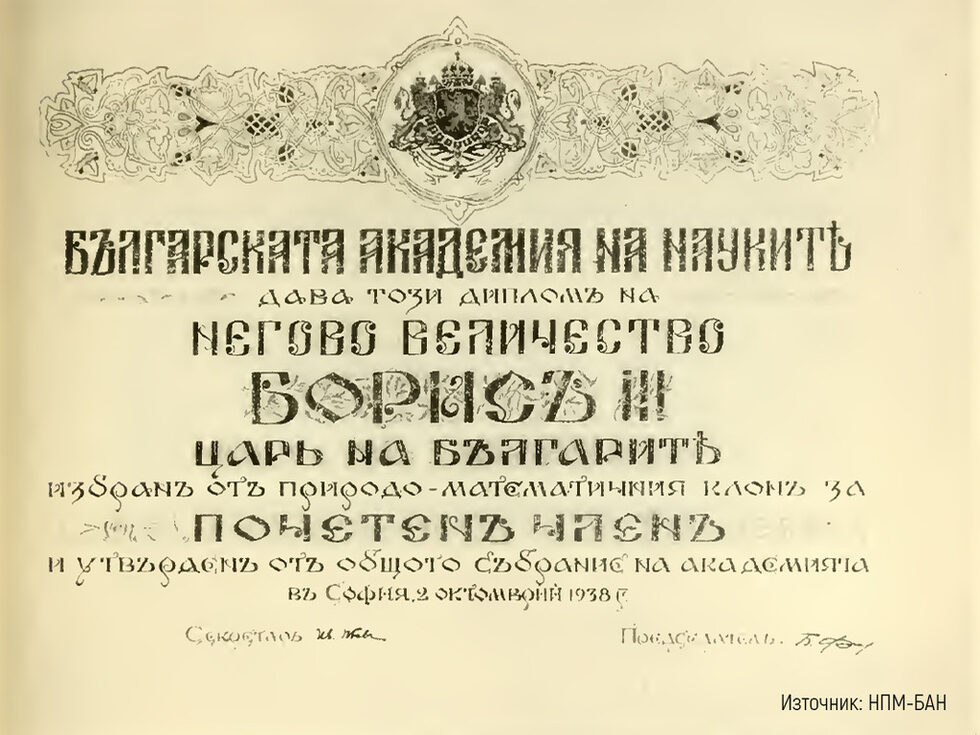 БЪЛГАРСКАТА АКАДЕМИЯ НА НАУКИТѢ
ДАВА ТОЗИ ДИПЛОМЪ НА
НЕГОВО ВЕЛИЧЕСТВО
БОРИСЪ III
ЦАРЬ НА БЪЛГАРИТѢ
ИЗБРАНЪ ОТЪ ПРИРОДО-МАТЕМАТИЧНИЯ КЛОНЪ ЗА
ПОЧЕТЕНЪ ЧЛЕНЪ
И УТВЪРДЕНЪ ОТЪ ОБЩОТО СЪБРАНИЕ НА АКАДЕМИЯТА
ВЪ СОФИЯ, 2 ОКТОМВРИЙ 1938 Г.
Секретарь
Председатель.
Източник: НПМ-БАН